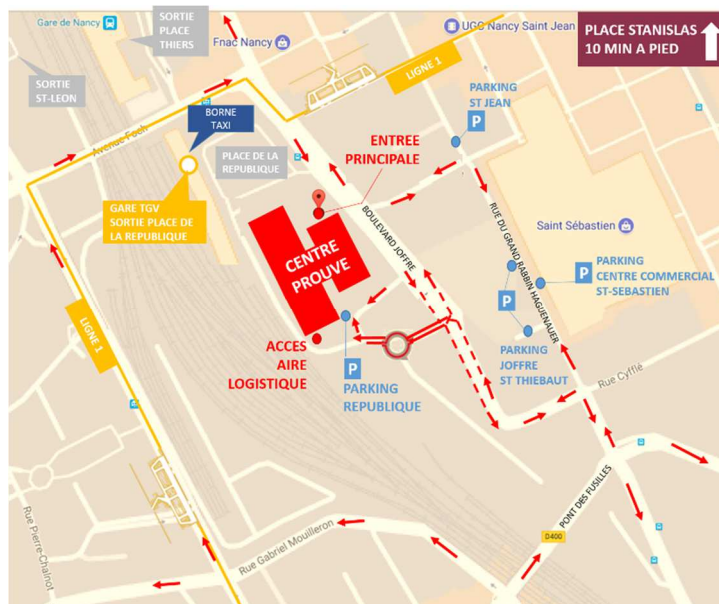 Gare de Nancy
SORTIE
PLACE
THIERS
Fnac Nancy
UGC Nancy Saint Jean
PLACE STANISLAS
10 MIN A PIED
SORTIE
ST-LEON
LIGNE 1
BORNE
TAXI
Avenue Foch
PARKING
ST JEAN
P
ENTREE
PRINCIPALE
PLACE DE LA
REPUBLIQUE
GARE TGV
SORTIE PLACE DE
LA REPUBLIQUE
BOULEVARD JOFFRE
RUE DU GRAND RABBIN HAGUENAUER
Saint Sébastien
CENTRE
PROUVE
P
PARKING
CENTRE COMMERCIAL
ST-SEBASTIEN
P
LIGNE 1
ACCES
AIRE
LOGISTIQUE
P
PARKING
REPUBLIQUE
PARKING
JOFFRE
ST THIEBAUT
Rue Cyfflé
PONT DES FUSILLES
D400
Rue Pierre-Chalnot
Rue Gabriel Mouilleron